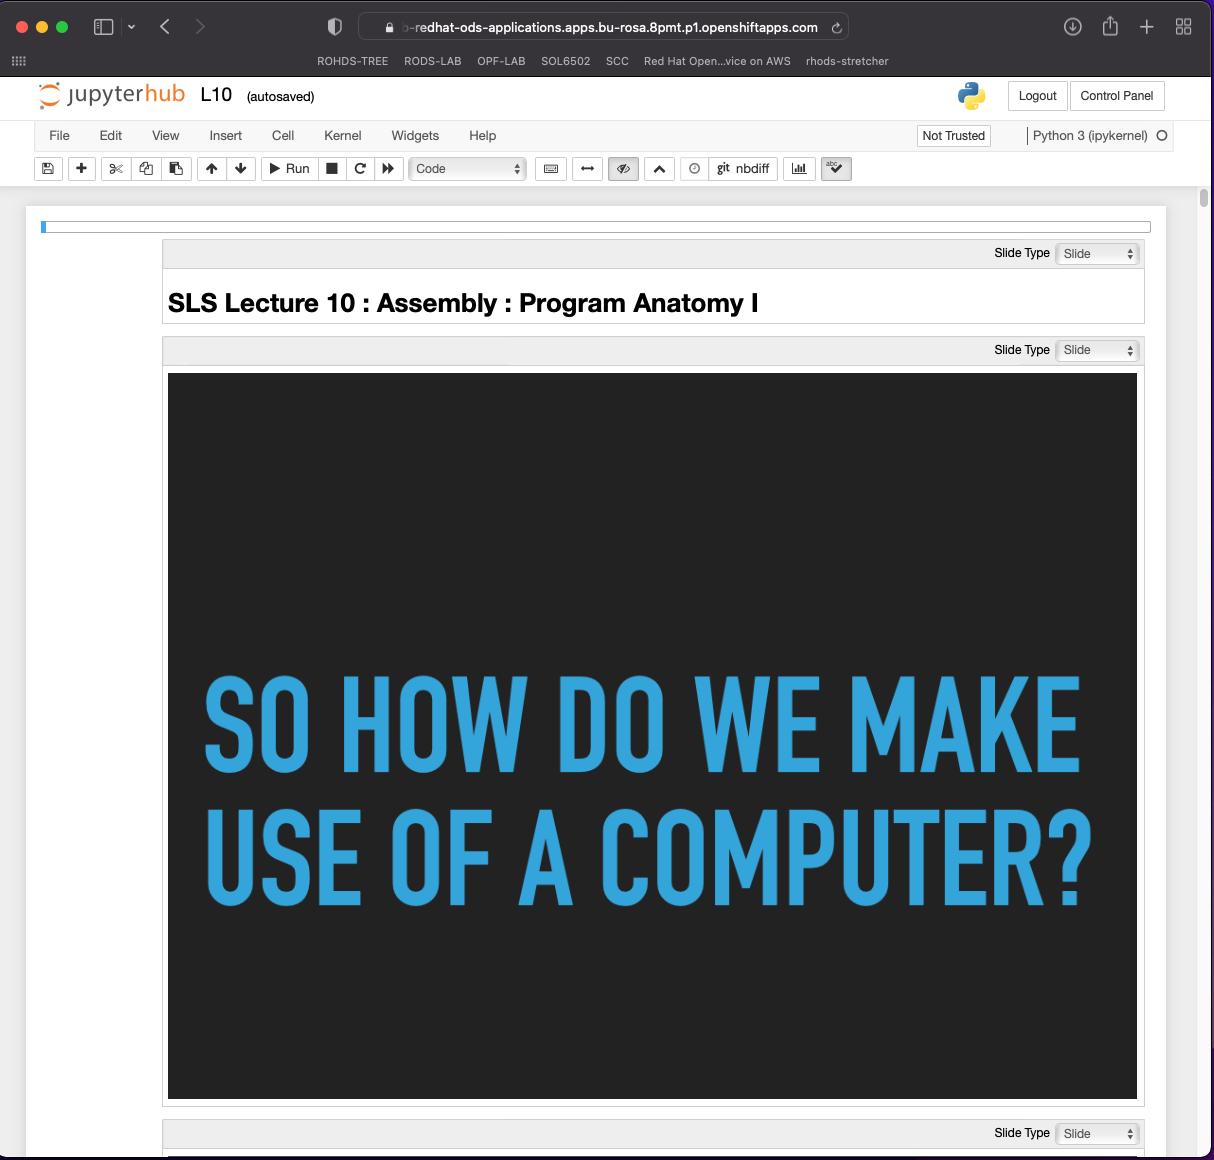 -redhat-ods-applications.apps.bu-rosa.8pmt.p1.openshiftapps.com
ROHDS-TREE RODS-LAB OPF-LAB SOL6502 SCC Red Hat Open...vice on AWS rhods-stretcher
jupyterhub L10 (autosaved) Logout Control Panel
File Edit View Insert Cell Kernel Widgets Help Not Trusted Python 3 (ipykernel)
Run Code git nbdiff abc
Slide Type Slide
SLS Lecture 10 : Assembly : Program Anatomy I
Slide Type Slide
SO HOW DO WE MAKE
USE OF A COMPUTER?
Slide Type Slide